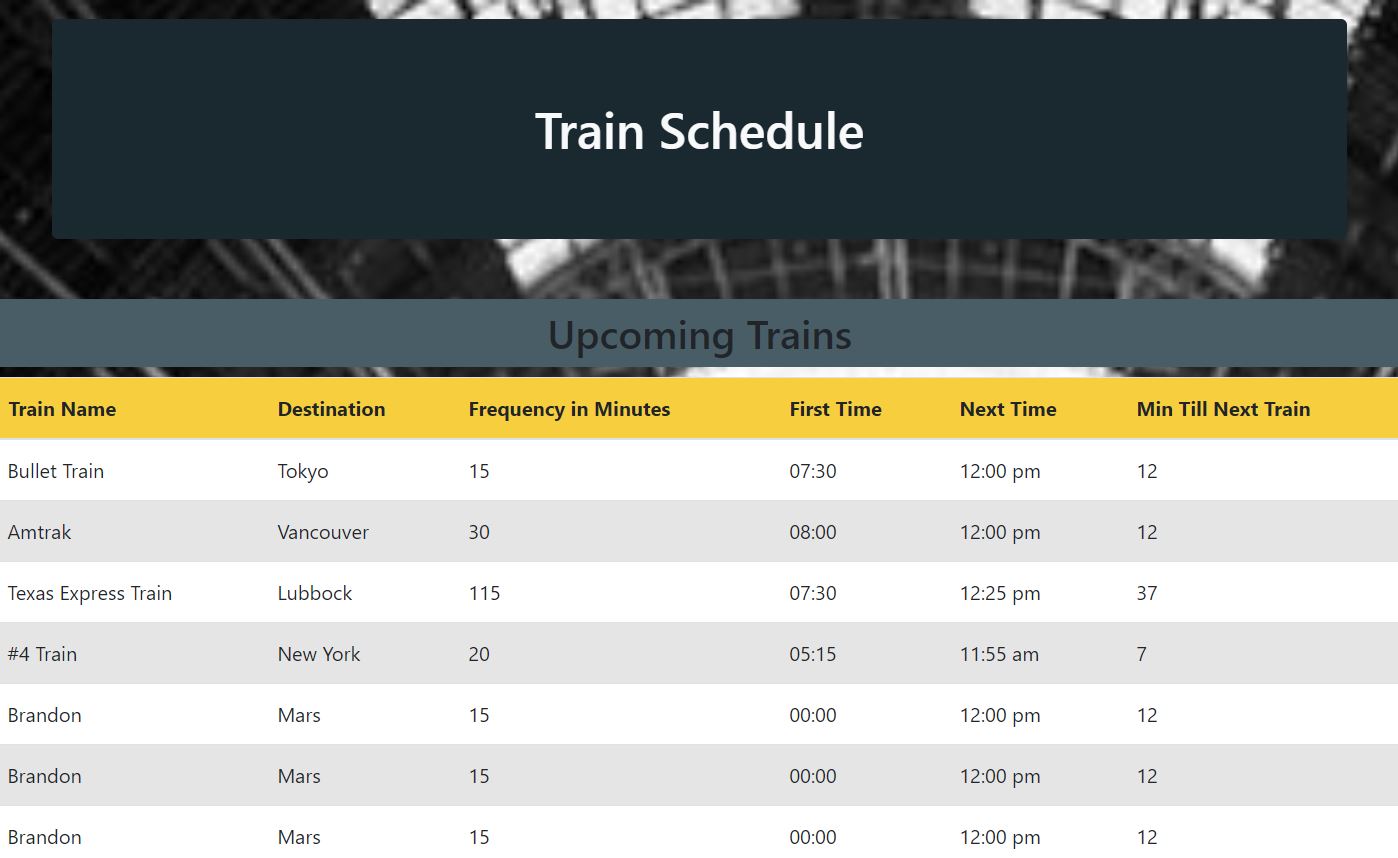 Train Schedule
Upcoming Trains
Train Name Destination Frequency in Minutes First Time Next Time Min Till Next Train
Bullet Train Tokyo 15 07:30 12:00 pm 12
Amtrak Vancouver 30 08:00 12:00 pm 12
Texas Express Train Lubbock 115 07:30 12:25 pm 37
#4 Train New York 20 05:15 11:55 am 7
Brandon Mars 15 00:00 12:00 pm 12
Brandon Mars 15 00:00 12:00 pm 12
Brandon Mars 15 00:00 12:00 pm 12